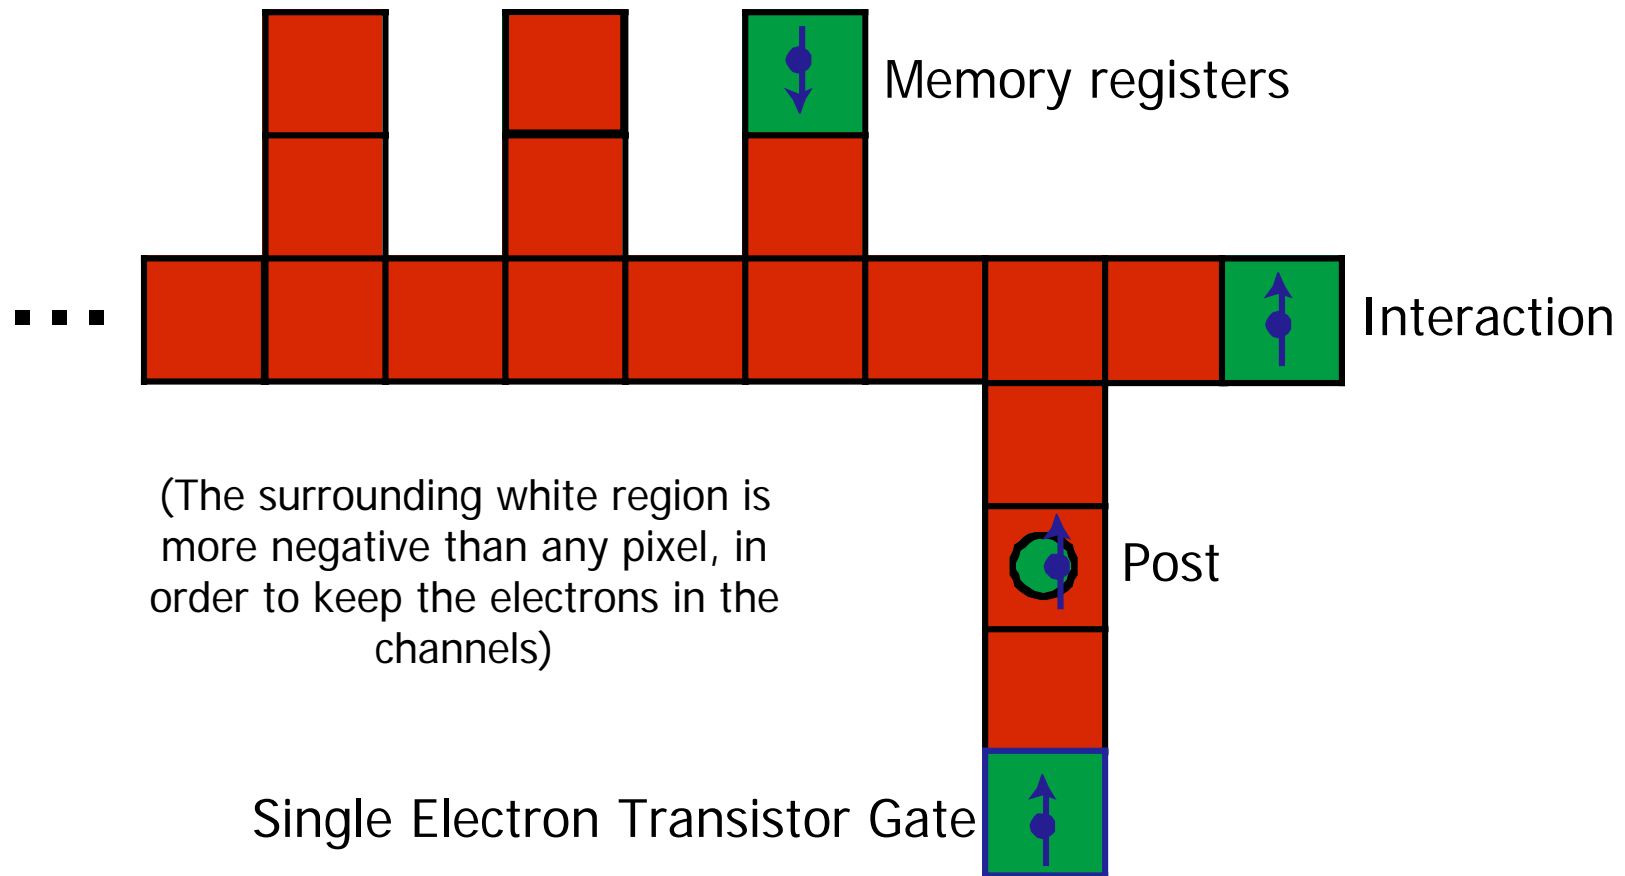 Memory registers
Interaction
(The surrounding white region is
more negative than any pixel, in
order to keep the electrons in the
channels)
Post
Single Electron Transistor Gate